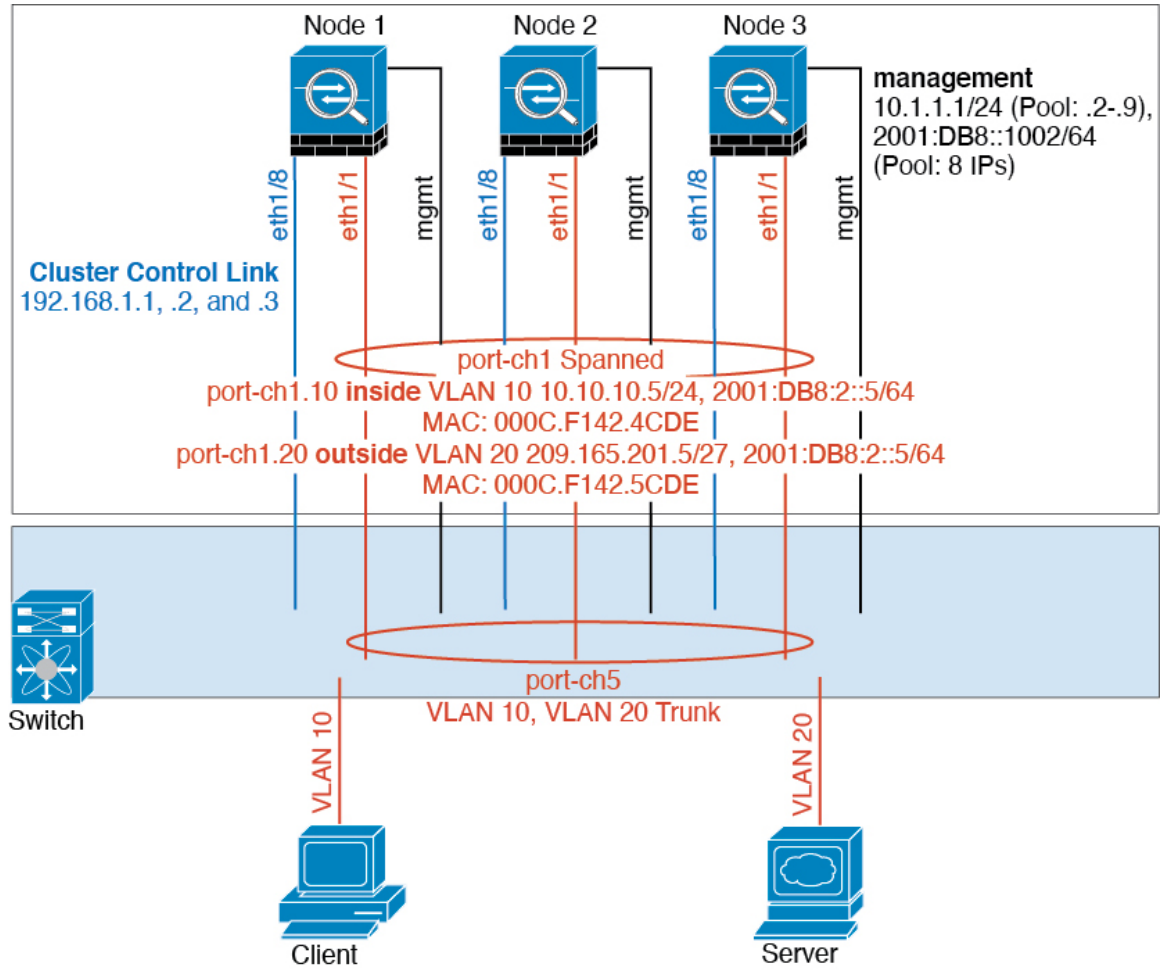 Node 1
Node 2
Node 3
management
10.1.1.1/24 (Pool: .2-.9),
2001:DB8::1002/64
(Pool: 8 IPs)
eth1/8
eth1/1
mgmt
eth1/8
eth1/1
mgmt
eth1/8
eth1/1
mgmt
Cluster Control Link
192.168.1.1, .2, and .3
port-ch1 Spanned
port-ch1.10 inside VLAN 10 10.10.10.5/24, 2001:DB8:2::5/64
MAC: 000C.F142.4CDE
port-ch1.20 outside VLAN 20 209.165.201.5/27, 2001:DB8:2::5/64
MAC: 000C.F142.5CDE
port-ch5
Switch
VLAN 10, VLAN 20 Trunk
VLAN 10
VLAN 20
Client
Server